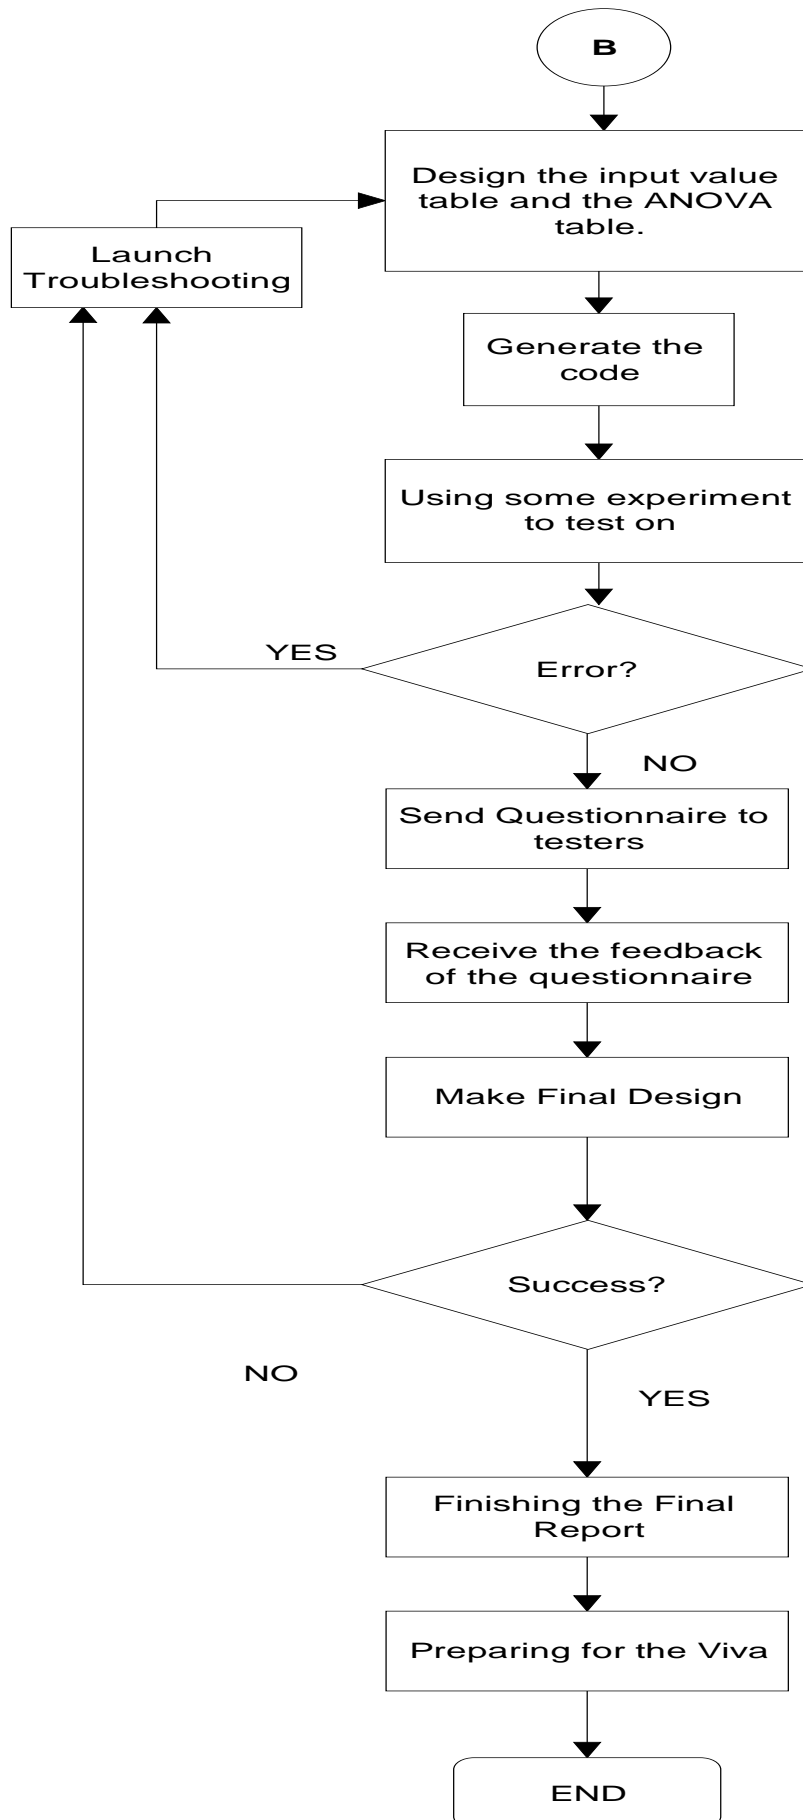 B
Design the input value
table and the ANOVA
table.
Launch
Troubleshooting
Generate the
code
Using some experiment
to test on
YES
Error?
NO
Send Questionnaire to
testers
Receive the feedback
of the questionnaire
Make Final Design
Success?
NO
YES
Finishing the Final
Report
Preparing for the Viva
END